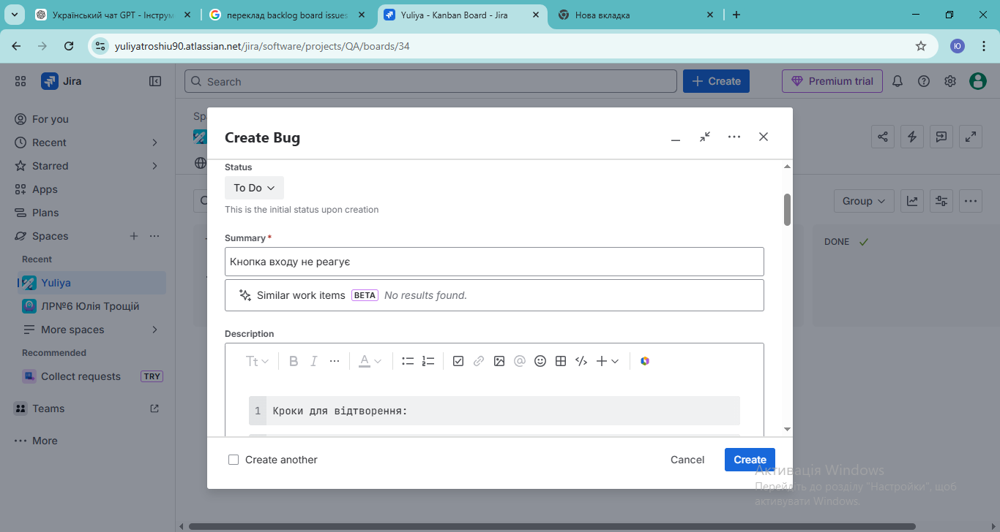 Український чат GPT - Інструм
переклад backlog board issues
Yuliya - Kanban Board - Jira
Нова вкладка
yuliyatroshiu90.atlassian.net/jira/software/projects/QA/boards/34
Jira
Search
Create
Premium trial
For you
Recent
Starred
Apps
Plans
Spaces
Recent
Yuliya
ЛР№6 Юлія Трощій
More spaces
Recommended
Collect requests
TRY
Teams
More
Sp
Group
DONE
Create Bug
Status
To Do
This is the initial status upon creation
Summary*
Кнопка входу не реагує
Similar work items BETA No results found.
Description
Tt B I A
1 Кроки для відтворення:
Create another
Cancel
Create
Активація Windows
Перейдіть до розділу "Настройки", щоб
активувати Windows.